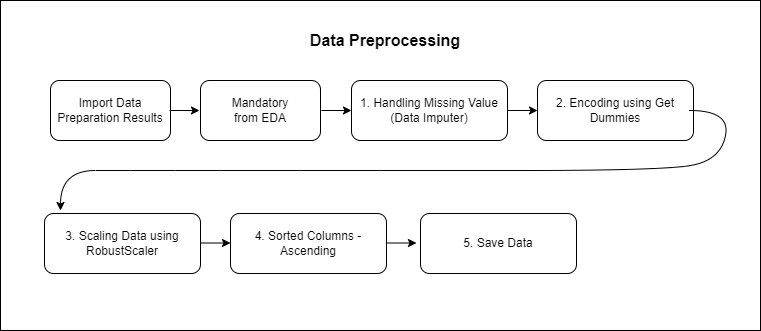 Data Preprocessing
Import Data
Preparation Results
Mandatory
from EDA
1. Handling Missing Value
(Data Imputer)
2. Encoding using Get
Dummies
3. Scaling Data using
RobustScaler
4. Sorted Columns -
Ascending
5. Save Data